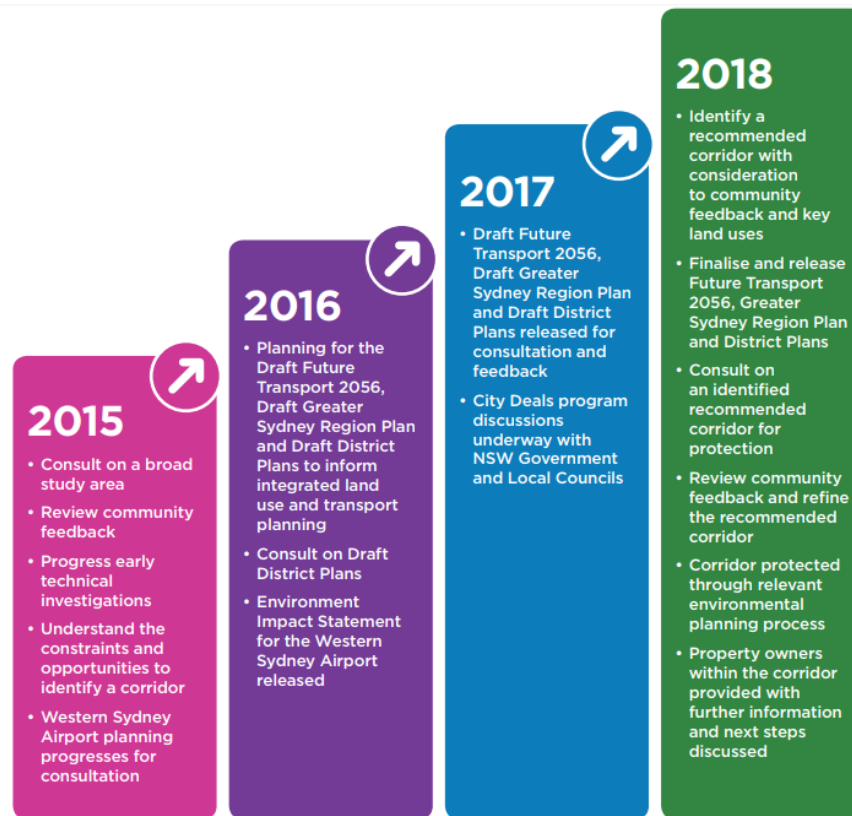 2015
• Consult on a broad
study area
• Review community
feedback
• Progress early
technical
investigations
• Understand the
constraints and
opportunities to
identify a corridor
• Western Sydney
Airport planning
progresses for
consultation
2016
• Planning for the
Draft Future
Transport 2056,
Draft Greater
Sydney Region Plan
and Draft District
Plans to inform
integrated land
use and transport
planning
• Consult on Draft
District Plans
• Environment
Impact Statement
for the Western
Sydney Airport
released
2017
• Draft Future
Transport 2056,
Draft Greater
Sydney Region Plan
and Draft District
Plans released for
consultation and
feedback
• City Deals program
discussions
underway with
NSW Government
and Local Councils
2018
• Identify a
recommended
corridor with
consideration
to community
feedback and key
land uses
• Finalise and release
Future Transport
2056, Greater
Sydney Region Plan
and District Plans
• Consult on
an identified
recommended
corridor for
protection
• Review community
feedback and refine
the recommended
corridor
• Corridor protected
through relevant
environmental
planning process
• Property owners
within the corridor
provided with
further information
and next steps
discussed